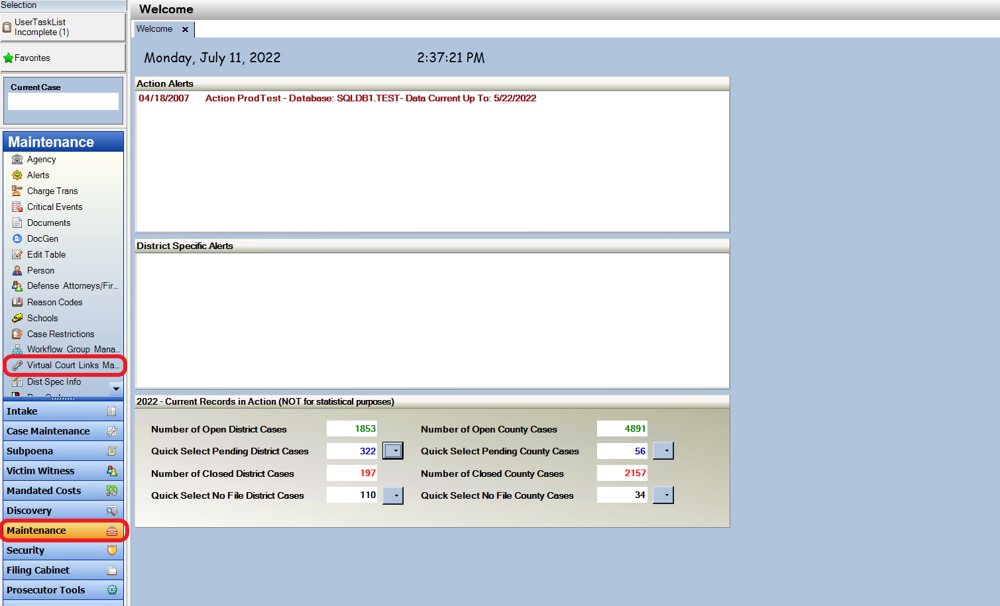 Selection
UserTaskList
Incomplete (1)
Favorites
Current Case
Maintenance
Agency
Alerts
Charge Trans
Critical Events
Documents
DocGen
Edit Table
Person
Defense Attorneys/Fir...
Reason Codes
Schools
Case Restrictions
Workflow Group Mana...
Virtual Court Links Ma...
Dist Spec Info
Intake
Case Maintenance
Subpoena
Victim Witness
Mandated Costs
Discovery
Maintenance
Security
Filing Cabinet
Prosecutor Tools
Welcome
Welcome x
Monday, July 11, 2022 2:37:21 PM
Action Alerts
04/18/2007 Action ProdTest - Database: SQLDB1.TEST- Data Current Up To: 5/22/2022
District Specific Alerts
2022 - Current Records in Action (NOT for statistical purposes)
Number of Open District Cases 1853 Number of Open County Cases 4891
Quick Select Pending District Cases 322 Quick Select Pending County Cases 56
Number of Closed District Cases 197 Number of Closed County Cases 2157
Quick Select No File District Cases 110 Quick Select No File County Cases 34